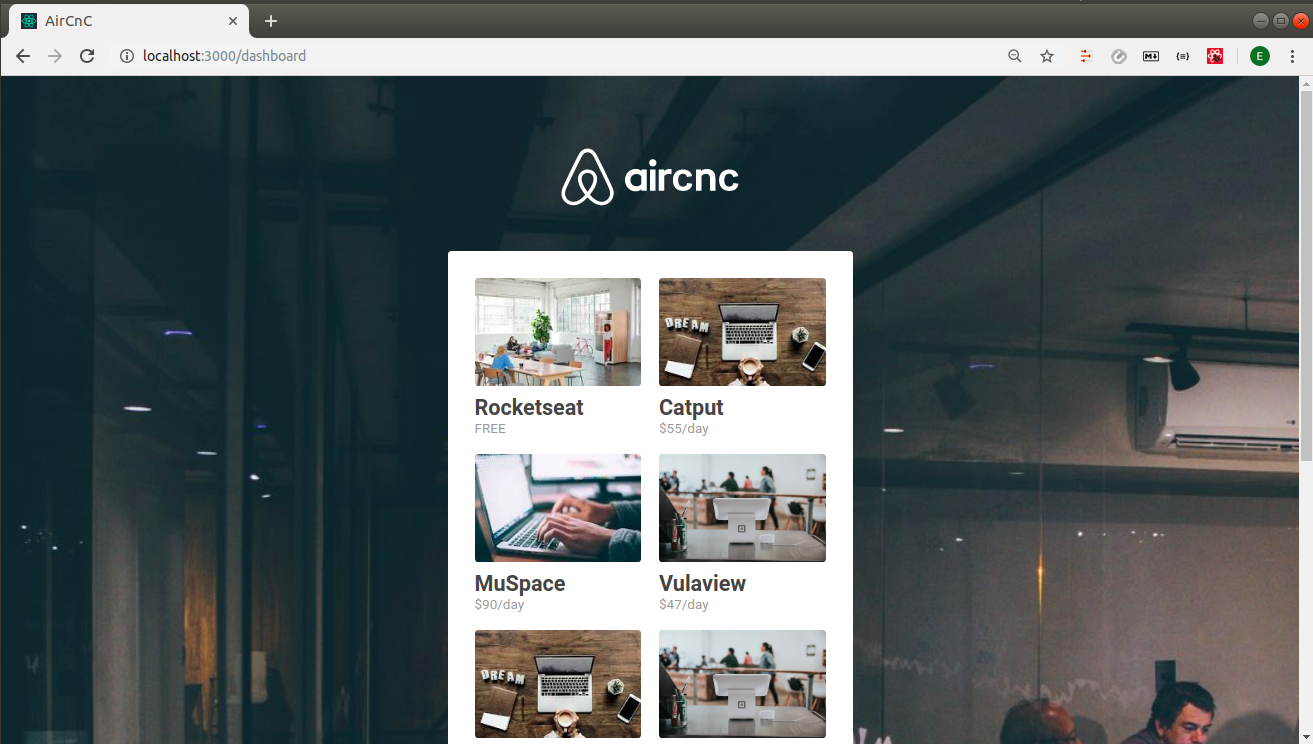 AirCnC
localhost:3000/dashboard
E
aircnc
DREAM
Rocketseat
FREE
Catput
$55/day
MuSpace
$90/day
Vulaview
$47/day
DREAM